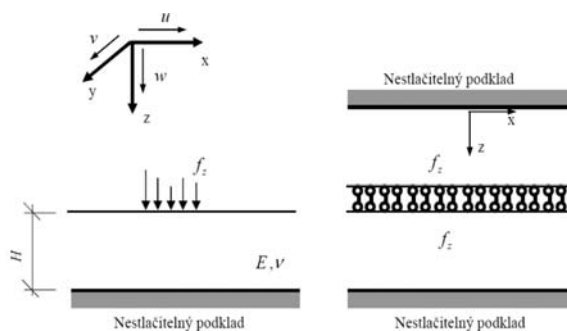 u
v
x
w
y
z
f_z
H
E, ν
Nestlačitelný podklad
Nestlačitelný podklad
x
z
f_z
f_z
Nestlačitelný podklad